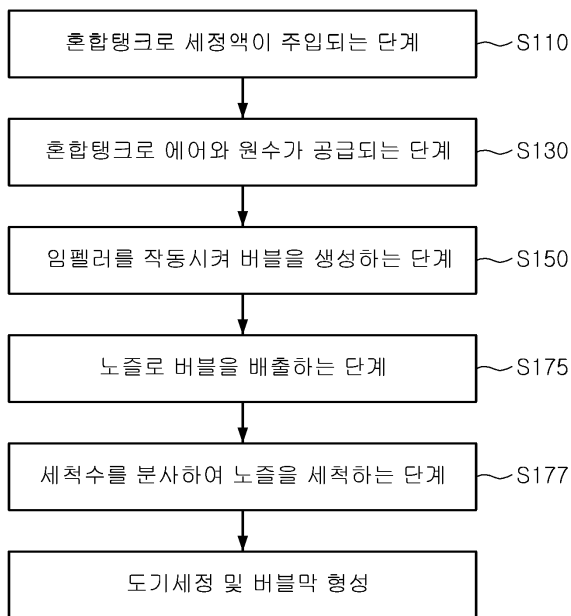 혼합탱크로 세정액이 주입되는 단계 S110
혼합탱크로 에어와 원수가 공급되는 단계 S130
임펠러를 작동시켜 버블을 생성하는 단계 S150
노즐로 버블을 배출하는 단계 S175
세척수를 분사하여 노즐을 세척하는 단계 S177
도기세정 및 버블막 형성